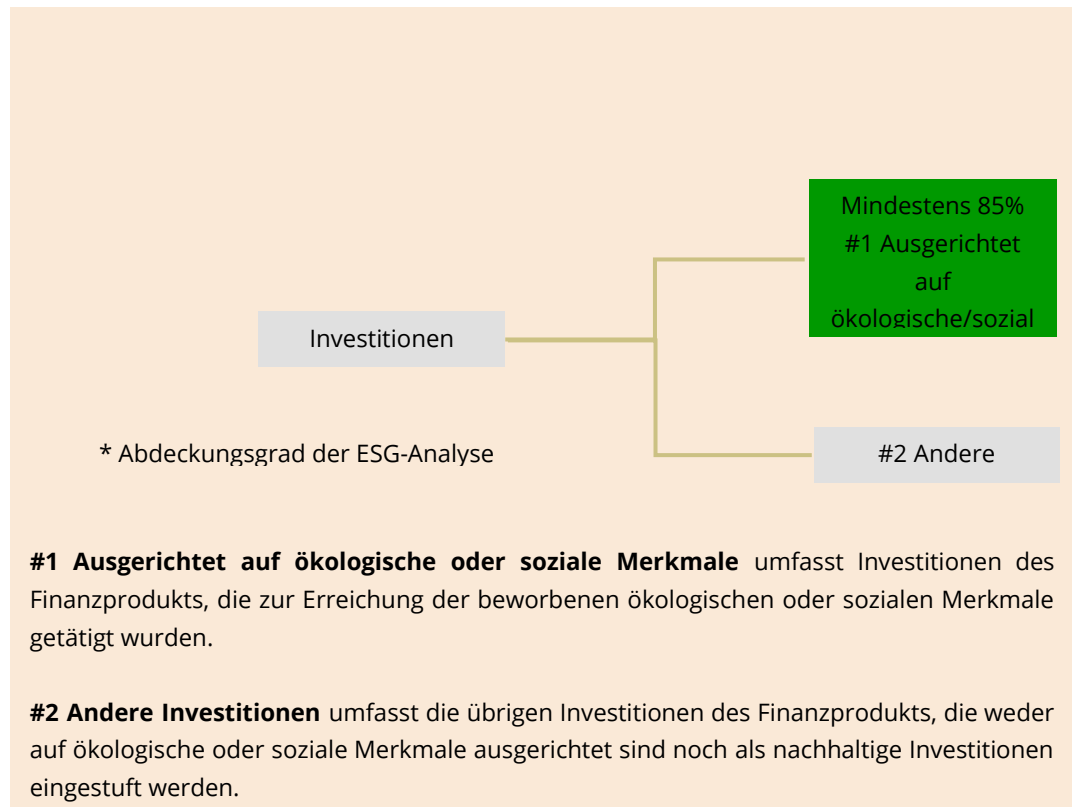 Mindestens 85%
#1 Ausgerichtet
auf
ökologische/sozial
Investitionen
* Abdeckungsgrad der ESG-Analyse
#2 Andere
#1 Ausgerichtet auf ökologische oder soziale Merkmale umfasst Investitionen des
Finanzprodukts, die zur Erreichung der beworbenen ökologischen oder sozialen Merkmale
getätigt wurden.
#2 Andere Investitionen umfasst die übrigen Investitionen des Finanzprodukts, die weder
auf ökologische oder soziale Merkmale ausgerichtet sind noch als nachhaltige Investitionen
eingestuft werden.